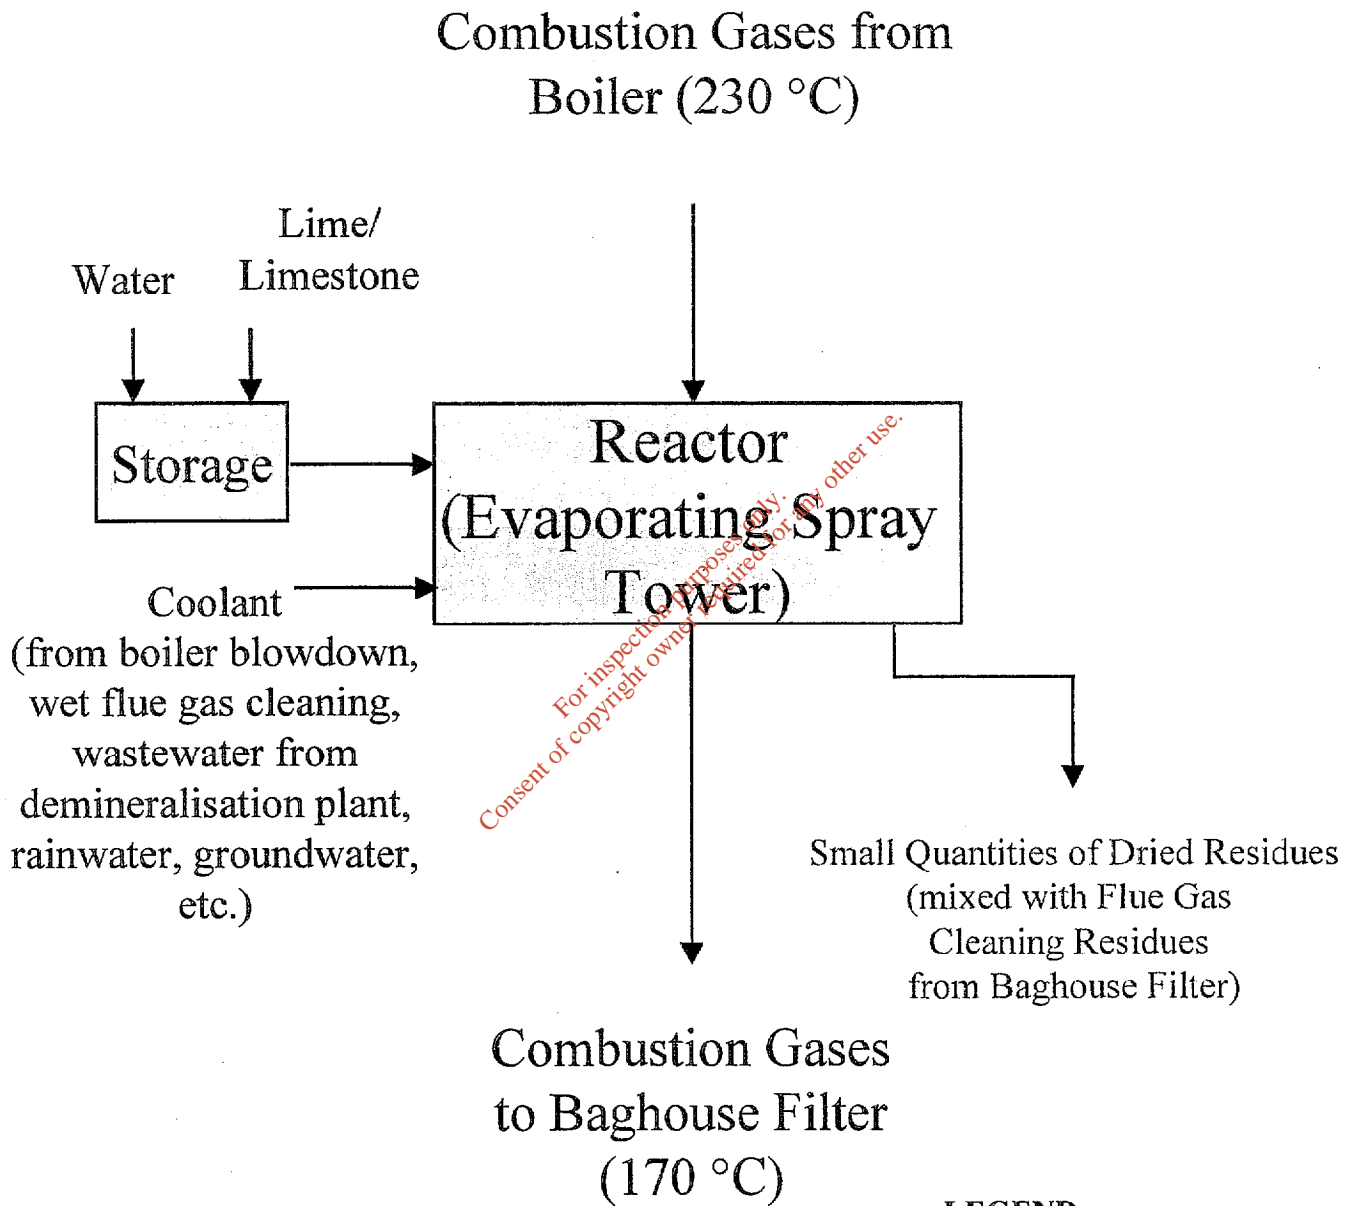 Combustion Gases from
Boiler (230 °C)
Lime/
Limestone
Water
Storage
Reactor
(Evaporating Spray
Tower)
Coolant
(from boiler blowdown,
wet flue gas cleaning,
wastewater from
demineralisation plant,
rainwater, groundwater,
etc.)
For inspection purposes only.
Consent of copyright owner required for any other use.
Small Quantities of Dried Residues
(mixed with Flue Gas
Cleaning Residues
from Baghouse Filter)
Combustion Gases
to Baghouse Filter
(170 °C)
LEGEND